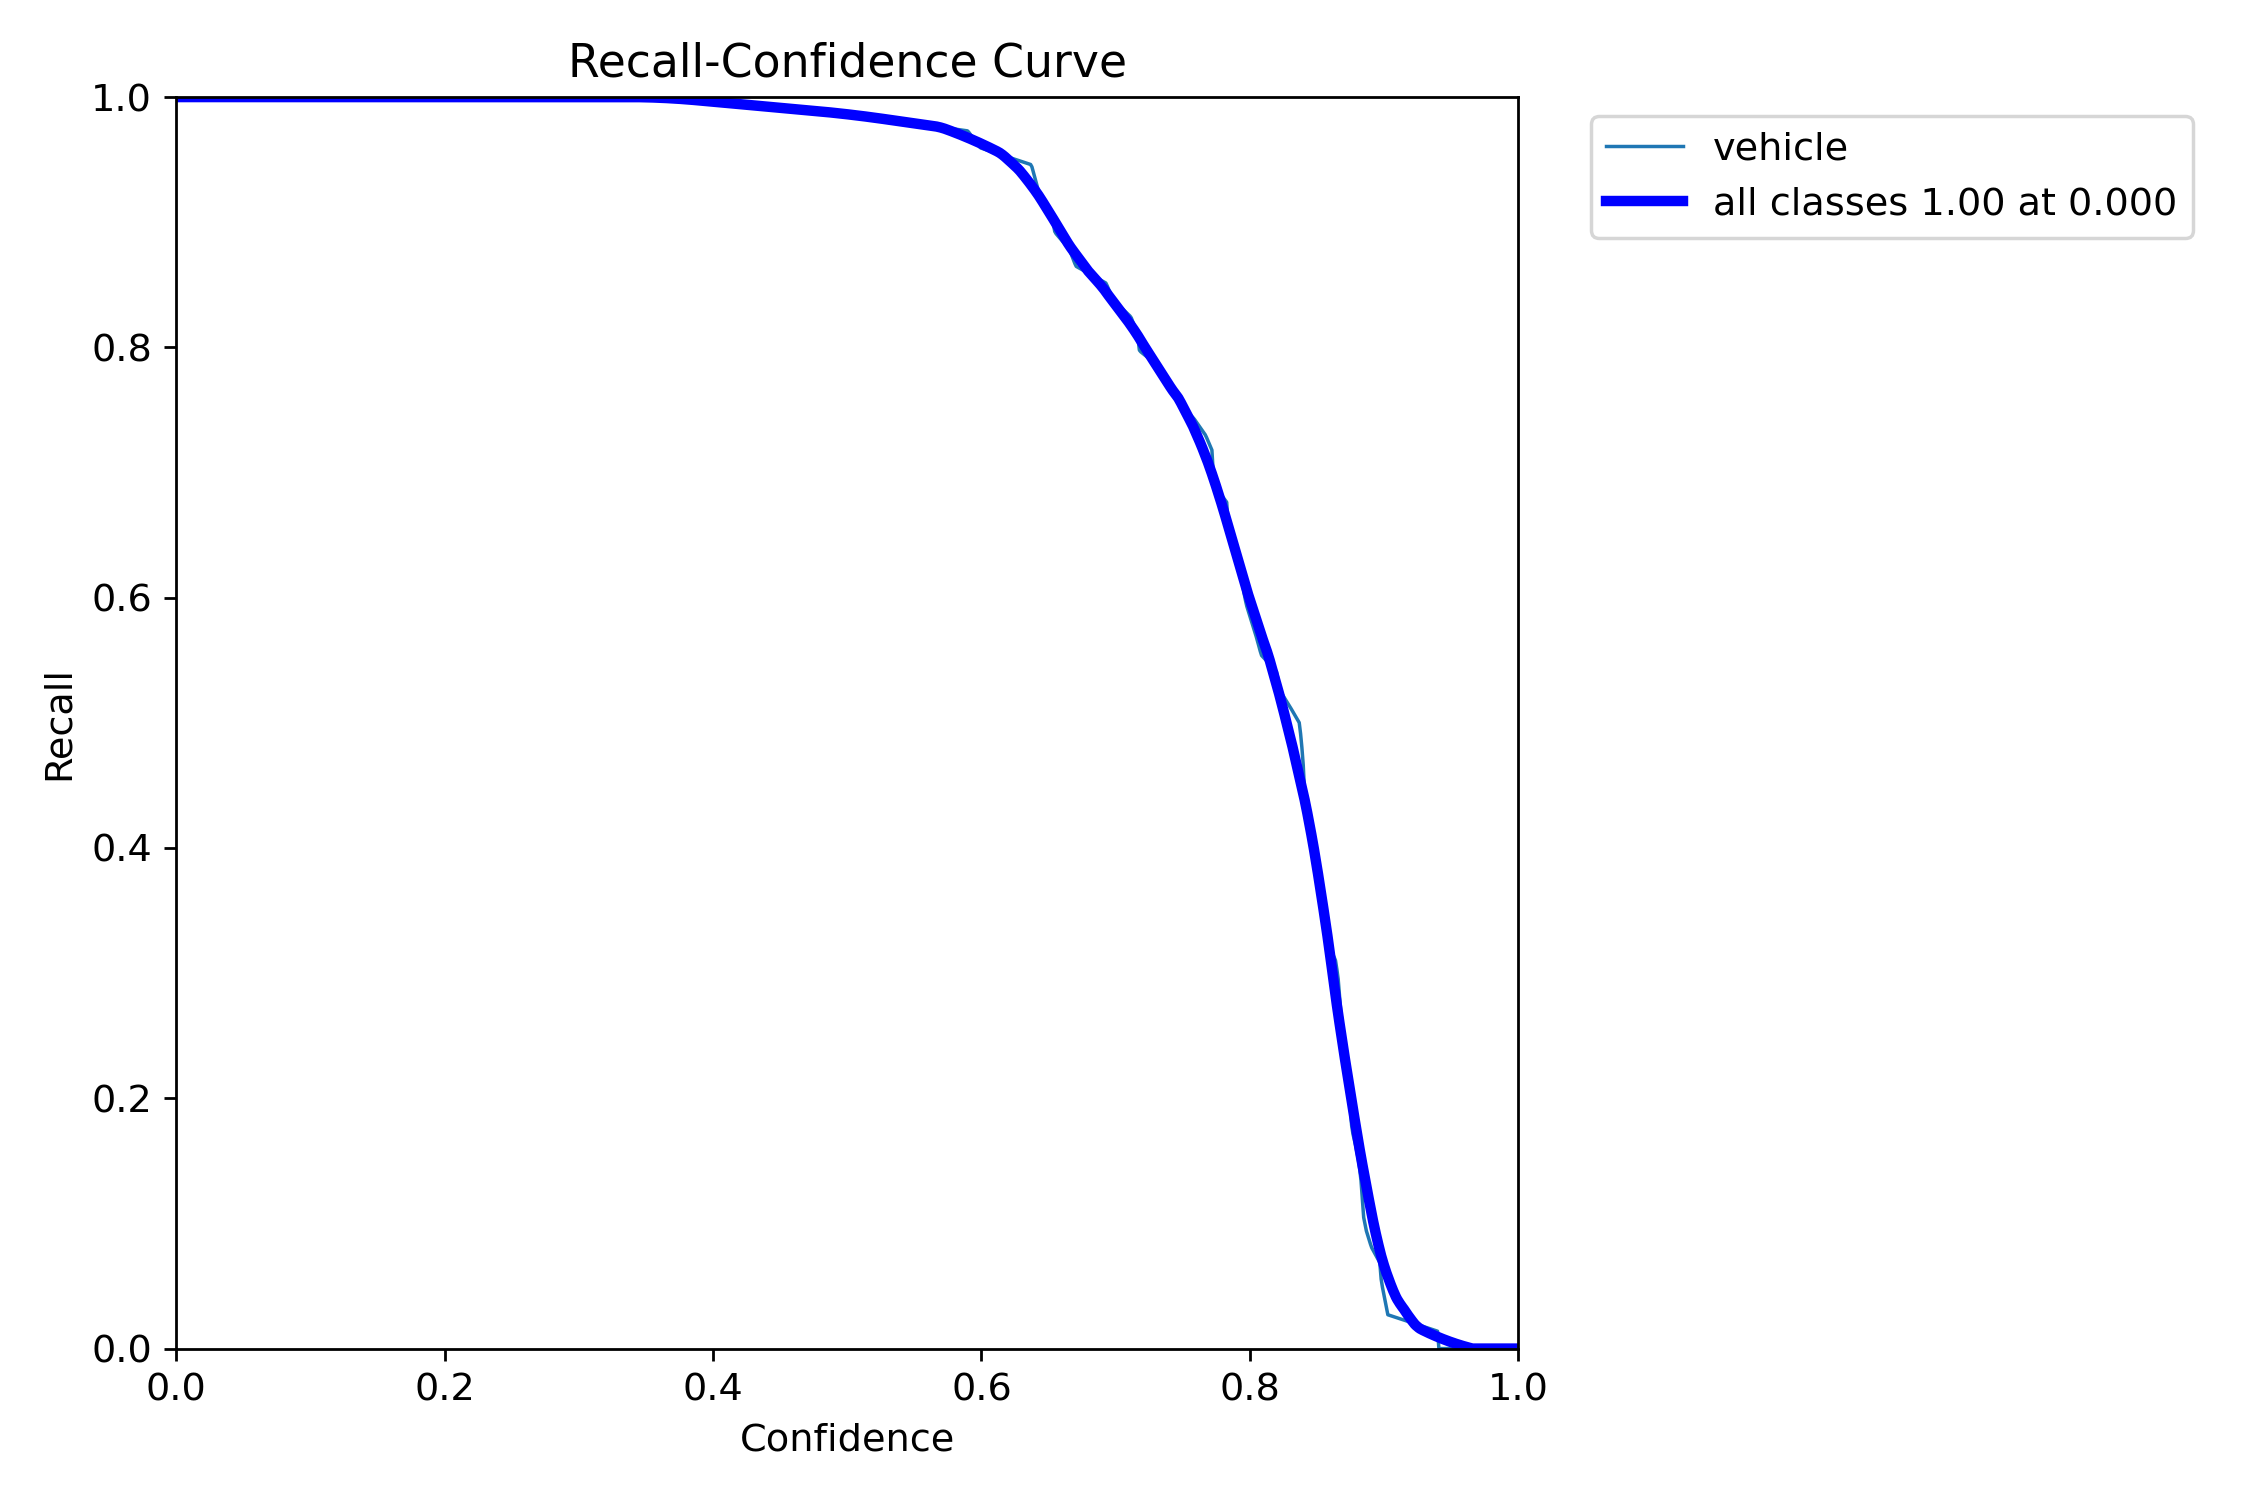 Recall-Confidence Curve
1.0
0.8
0.6
0.4
0.2
0.0
Recall
0.0 0.2 0.4 0.6 0.8 1.0
Confidence
vehicle
all classes 1.00 at 0.000